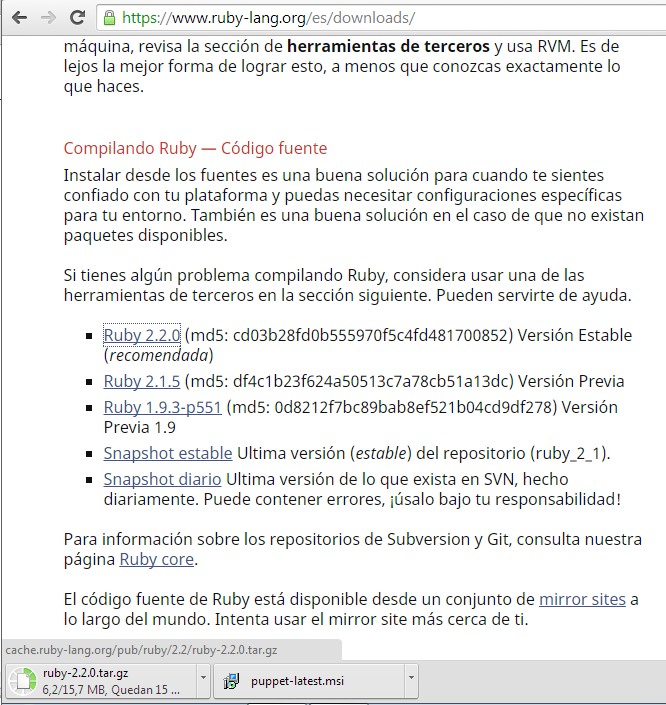 https://www.ruby-lang.org/es/downloads/
máquina, revisa la sección de herramientas de terceros y usa RVM. Es de
lejos la mejor forma de lograr esto, a menos que conozcas exactamente lo
que haces.
Compilando Ruby — Código fuente
Instalar desde los fuentes es una buena solución para cuando te sientes
confiado con tu plataforma y puedas necesitar configuraciones específicas
para tu entorno. También es una buena solución en el caso de que no existan
paquetes disponibles.
Si tienes algún problema compilando Ruby, considera usar una de las
herramientas de terceros en la sección siguiente. Pueden servirte de ayuda.
Ruby 2.2.0 (md5: cd03b28fd0b555970f5c4fd481700852) Versión Estable
(recomendada)
Ruby 2.1.5 (md5: df4c1b23f624a50513c7a78cb51a13dc) Versión Previa
Ruby 1.9.3-p551 (md5: 0d8212f7bc89bab8ef521b04cd9df278) Versión
Previa 1.9
Snapshot estable Ultima versión (estable) del repositorio (ruby_2_1).
Snapshot diario Ultima versión de lo que exista en SVN, hecho
diariamente. Puede contener errores, ¡úsalo bajo tu responsabilidad!
Para información sobre los repositorios de Subversion y Git, consulta nuestra
página Ruby core.
El código fuente de Ruby está disponible desde un conjunto de mirror sites a
lo largo del mundo. Intenta usar el mirror site más cerca de ti.
cache.ruby-lang.org/pub/ruby/2.2/ruby-2.2.0.tar.gz
ruby-2.2.0.tar.gz
6,2/15,7 MB, Quedan 15 ...
puppet-latest.msi